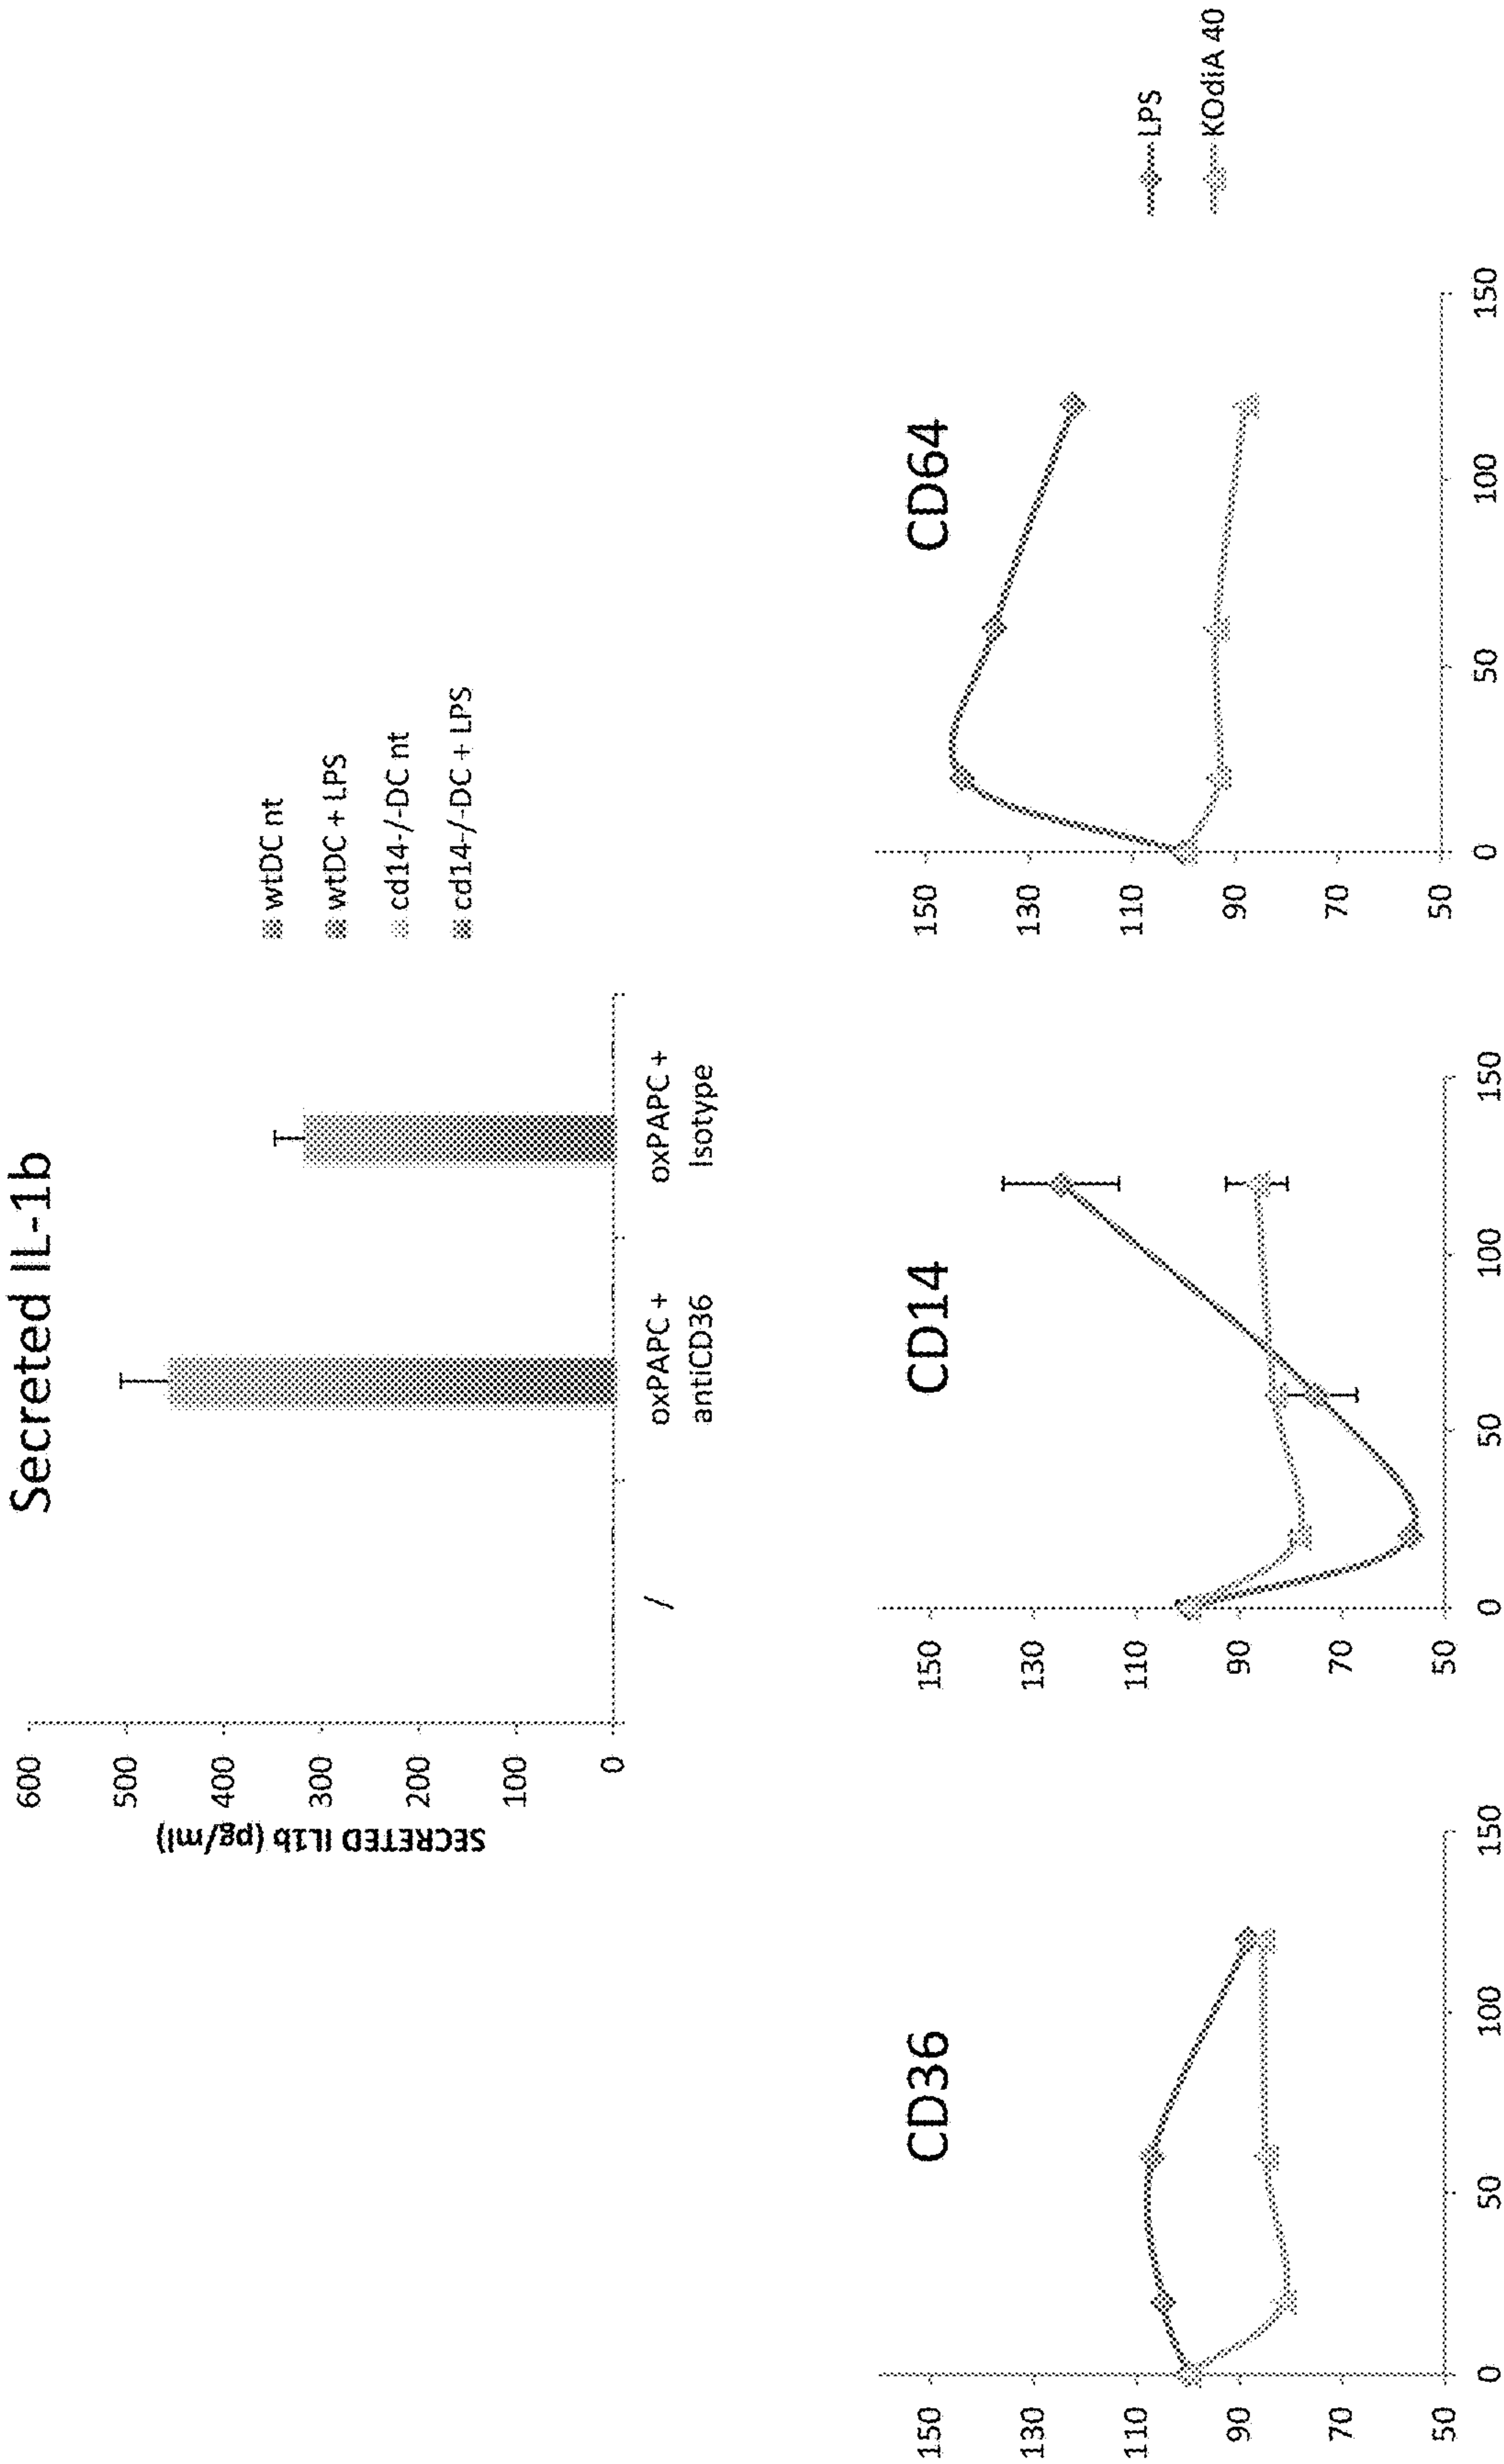 Secreted IL-1b
SECRETED IL1b (pg/ml)
600
500
400
300
200
100
0
/
oxPAPC +
antiCD36
oxPAPC +
Isotype
wtDC nt
wtDC + LPS
cd14-/-DC nt
cd14-/-DC + LPS
CD36
150
130
110
90
70
50
0
50
100
150
CD14
150
130
110
90
70
50
0
50
100
150
CD64
150
130
110
90
70
50
0
50
100
150
LPS
KOdiA 40